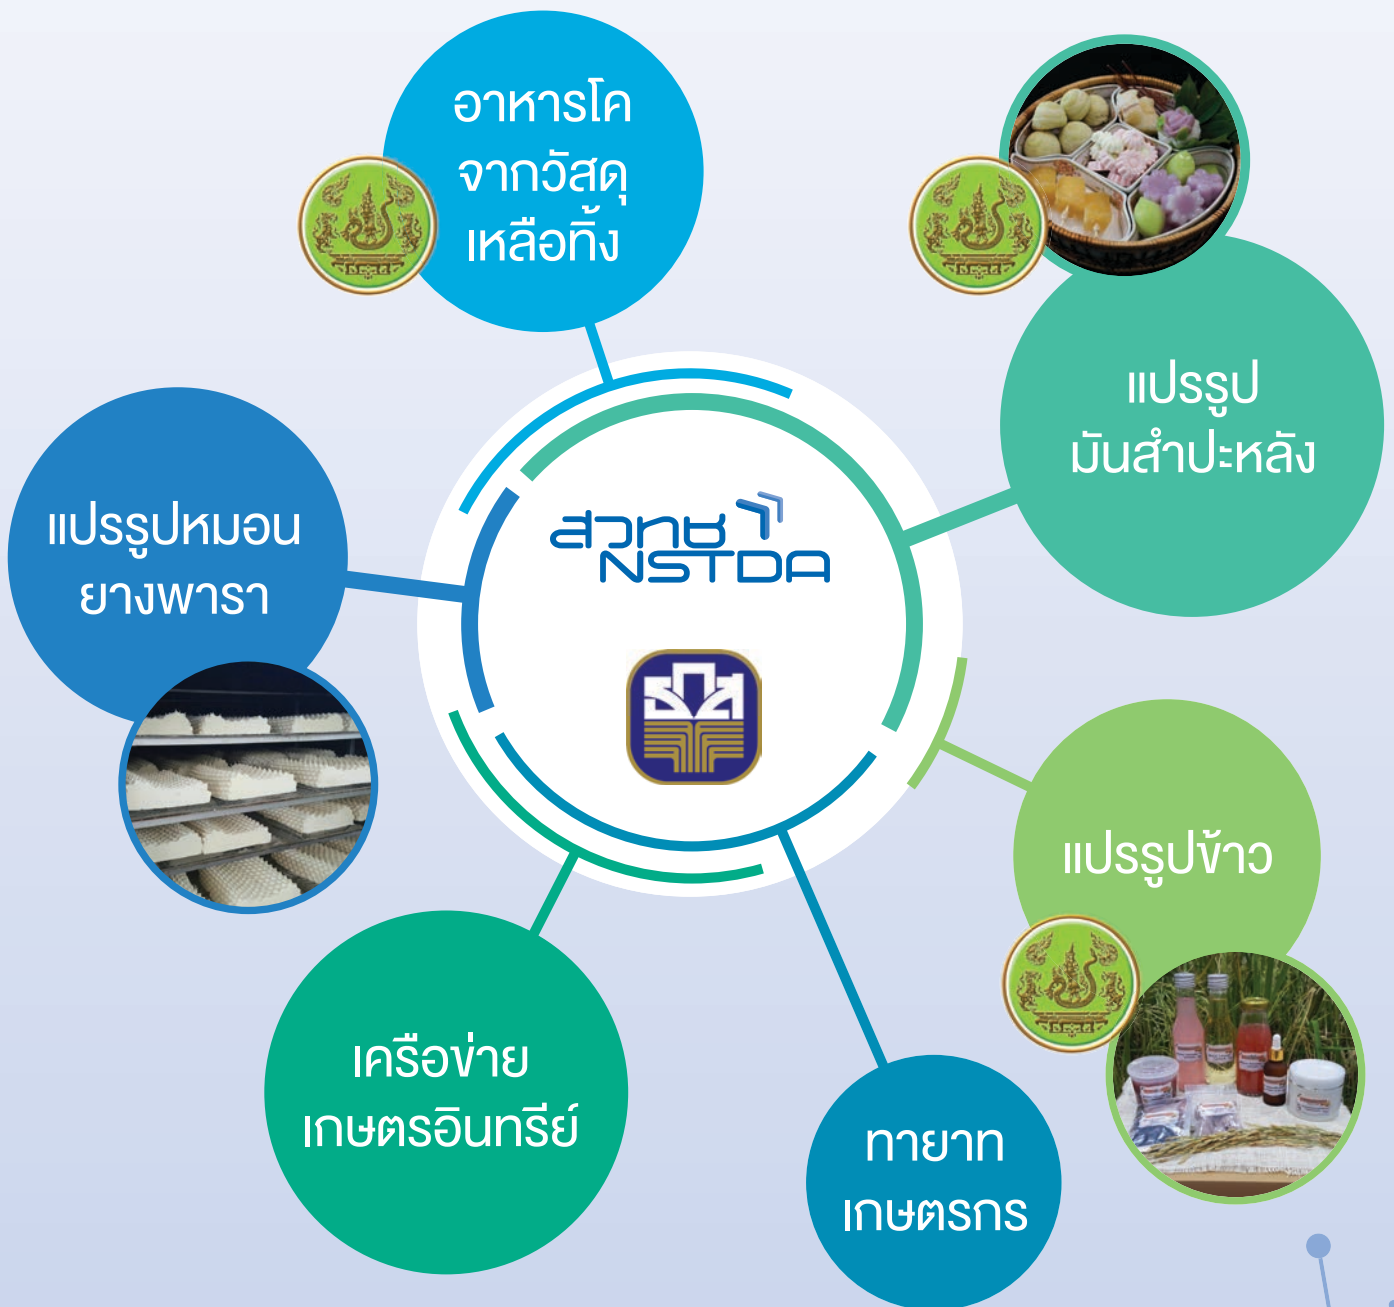 อาหารโค
จากวัสดุ
เหลือทิ้ง
แปรรูป
มันสำปะหลัง
แปรรูปหมอน
ยางพารา
สวทช
NSTDA
ธกส
แปรรูปข้าว
เครือข่าย
เกษตรอินทรีย์
ทายาท
เกษตรกร